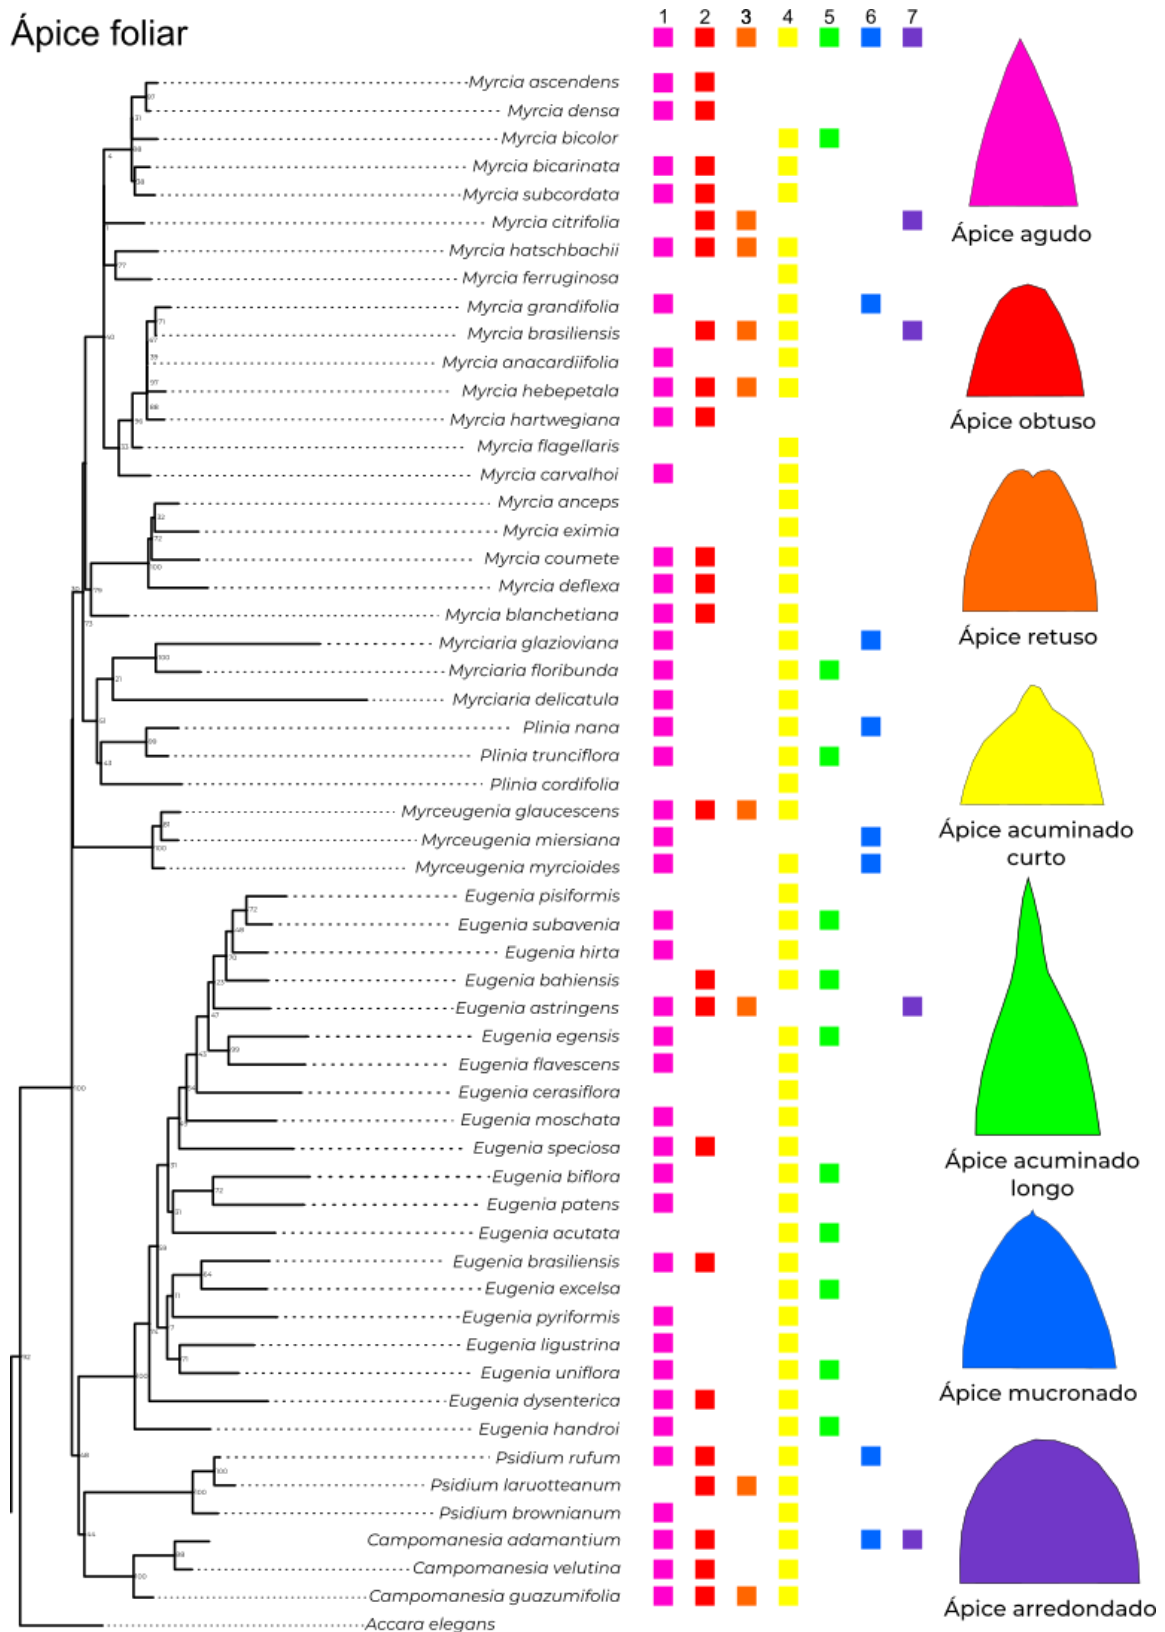 Ápice foliar
1 2 3 4 5 6 7
Myrcia ascendens
Myrcia densa
Myrcia bicolor
Myrcia bicarinata
Myrcia subcordata
Myrcia citrifolia
Myrcia hatschbachii
Myrcia ferruginosa
Myrcia grandifolia
Myrcia brasiliensis
Myrcia anacardiifolia
Myrcia hebepetala
Myrcia hartwegiana
Myrcia flagellaris
Myrcia carvalhoi
Myrcia anceps
Myrcia eximia
Myrcia coumete
Myrcia deflexa
Myrcia blanchetiana
Myrciaria glazioviana
Myrciaria floribunda
Myrciaria delicatula
Plinia nana
Plinia trunciflora
Plinia cordifolia
Myrceugenia glaucescens
Myrceugenia miersiana
Myrceugenia myrcioides
Eugenia pisiformis
Eugenia subavenia
Eugenia hirta
Eugenia bahiensis
Eugenia astringens
Eugenia egensis
Eugenia flavescens
Eugenia cerasiflora
Eugenia moschata
Eugenia speciosa
Eugenia biflora
Eugenia patens
Eugenia acutata
Eugenia brasiliensis
Eugenia excelsa
Eugenia pyriformis
Eugenia ligustrina
Eugenia uniflora
Eugenia dysenterica
Eugenia handroi
Psidium rufum
Psidium laruotteanum
Psidium brownianum
Campomanesia adamantium
Campomanesia velutina
Campomanesia guazumifolia
Accara elegans
Ápice agudo
Ápice obtuso
Ápice retuso
Ápice acuminado
curto
Ápice acuminado
longo
Ápice mucronado
Ápice arredondado